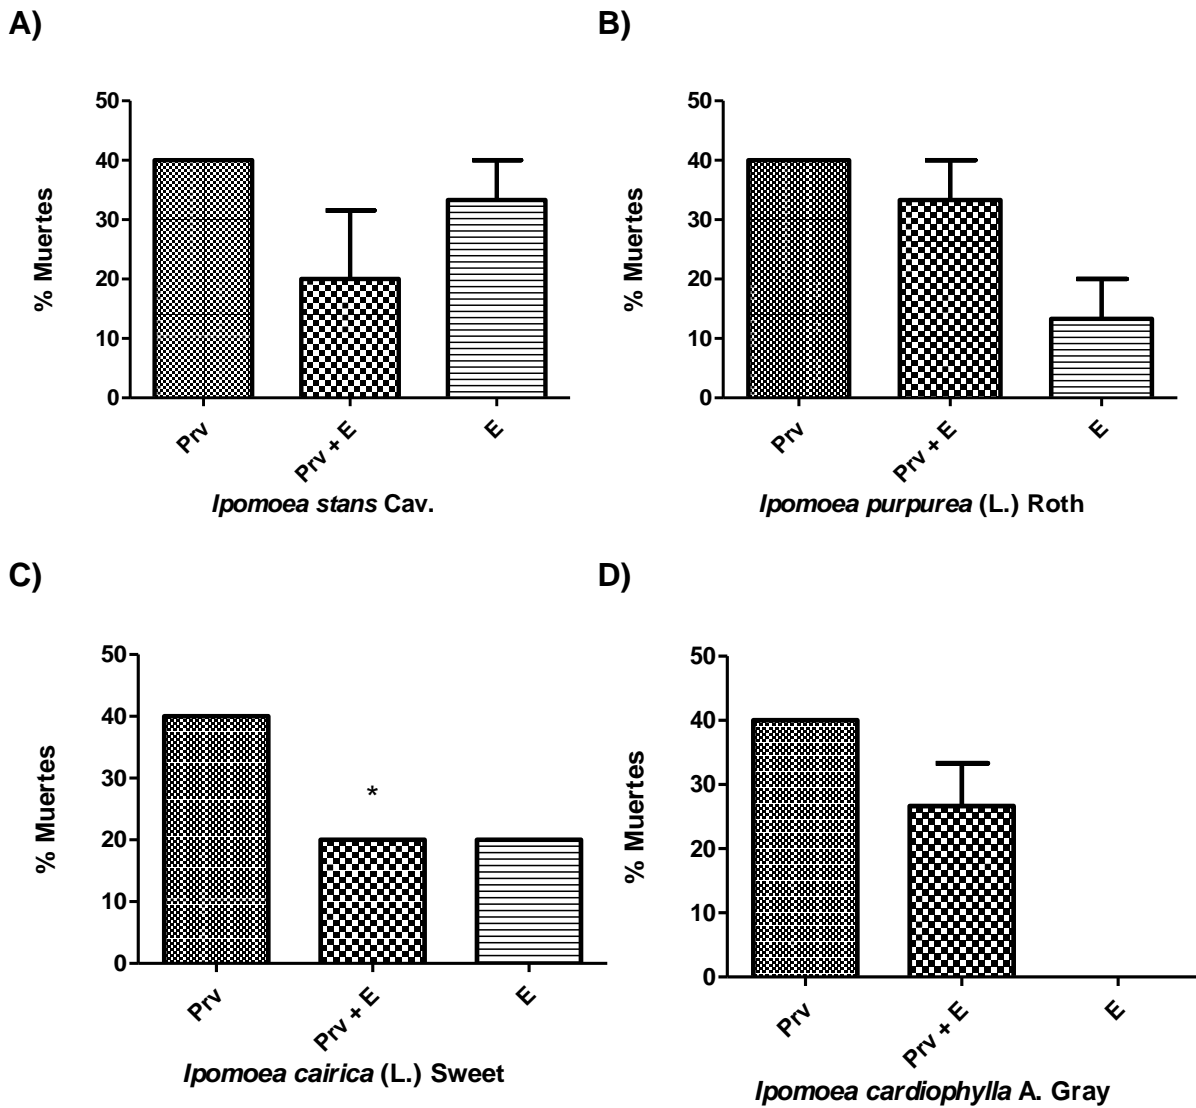 A)
% Muertes
50
40
30
20
10
0
Prv
Prv + E
E
Ipomoea stans Cav.
B)
% Muertes
50
40
30
20
10
0
Prv
Prv + E
E
Ipomoea purpurea (L.) Roth
C)
% Muertes
50
40
30
20
10
0
*
Prv
Prv + E
E
Ipomoea cairica (L.) Sweet
D)
% Muertes
50
40
30
20
10
0
Prv
Prv + E
E
Ipomoea cardiophylla A. Gray